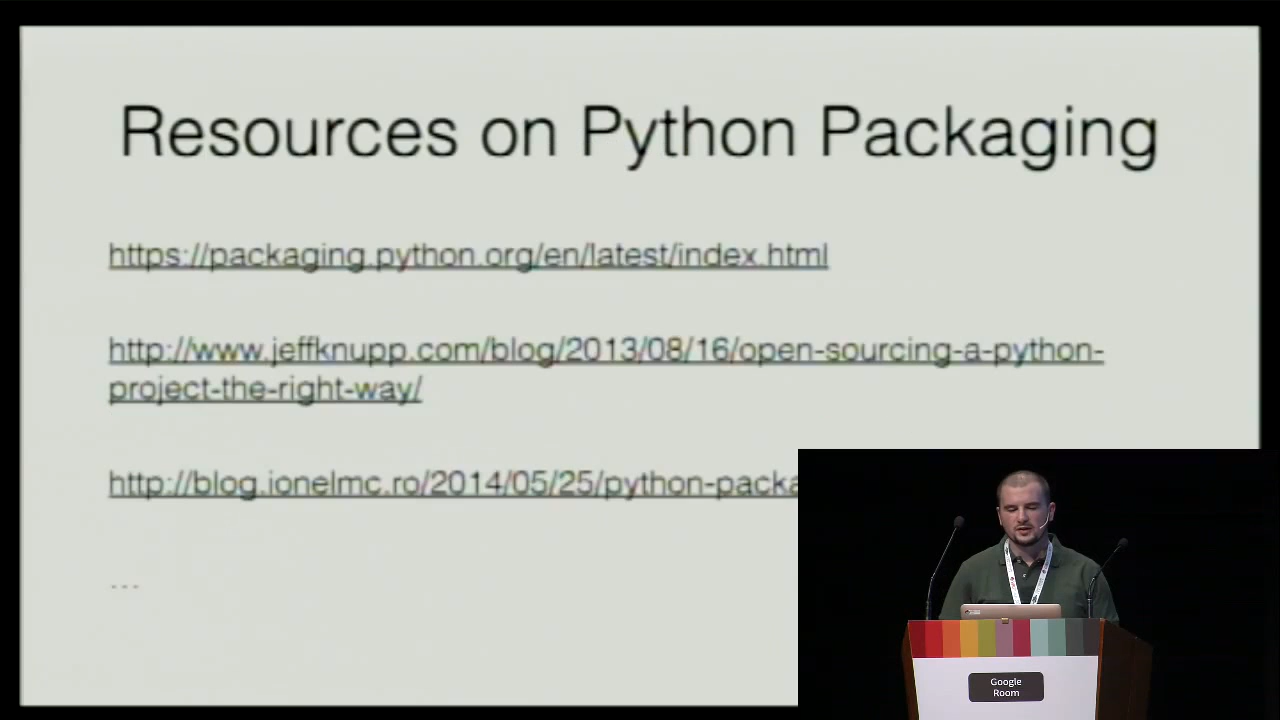 Resources on Python Packaging
https://packaging.python.org/en/latest/index.html
http://www.jeffknupp.com/blog/2013/08/16/open-sourcing-a-python-
project-the-right-way/
http://blog.ionelmc.ro/2014/05/25/python-packa
...
Google
Room